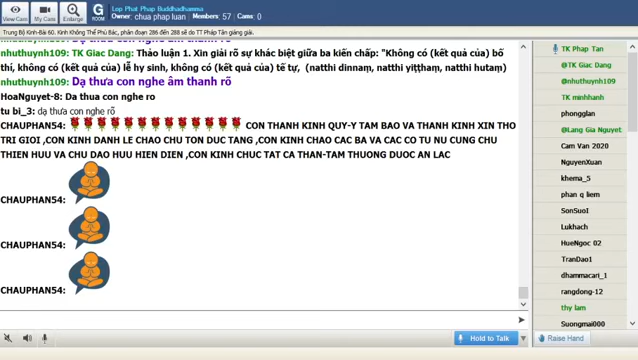 View Cam
My Cam
Enlarge
G
ROOM
Lop Phat Phap Buddhadhamma
Owner: chua phap luan | Members: 57 | Cams: 0
Trung Bộ Kinh-Bài 60. Kinh Không Thể Phủ Bác, phân đoạn 286 đến 288 sẽ do TT Pháp Tân giảng giải.
nhuthuynh109: TK Giac Dang: Thảo luận 1. Xin giải rõ sự khác biệt giữa ba kiến chấp: "Không có (kết quả của) bố
thí, không có (kết quả của) lễ hy sinh, không có (kết quả của) tế tự, (natthi dinnaṃ, natthi yiṭṭhaṃ, natthi hutaṃ)
nhuthuynh109: Dạ thưa con nghe âm thanh rõ
HoaNguyet-8: Da thua con nghe ro
tu bi_3: dạ thưa con nghe rõ
CHAUPHAN54: CON THANH KINH QUY-Y TAM BAO VA THANH KINH XIN THO
TRI GIOI ,CON KINH DANH LE CHAO CHU TON DUC TANG ,CON KINH CHAO CAC BA VA CAC CO TU NU CUNG CHU
THIEN HUU VA CHU DAO HUU HIEN DIEN ,CON KINH CHUC TAT CA THAN-TAM THUONG DUOC AN LAC
CHAUPHAN54:
CHAUPHAN54:
CHAUPHAN54:
Hold to Talk
TK Phap Tan
@TK Giac Dang
@nhuthuynh109
TK minhhanh
phongglan
@Lang Gia Nguyet
Cam Van 2020
NguyenXuan
khema_5
phan q liem
SonSuoI
Lukhach
HueNgoc 02
TranDao1
dhammacari_1
rangdong-12
thy lam
Suongmai000
Raise Hand